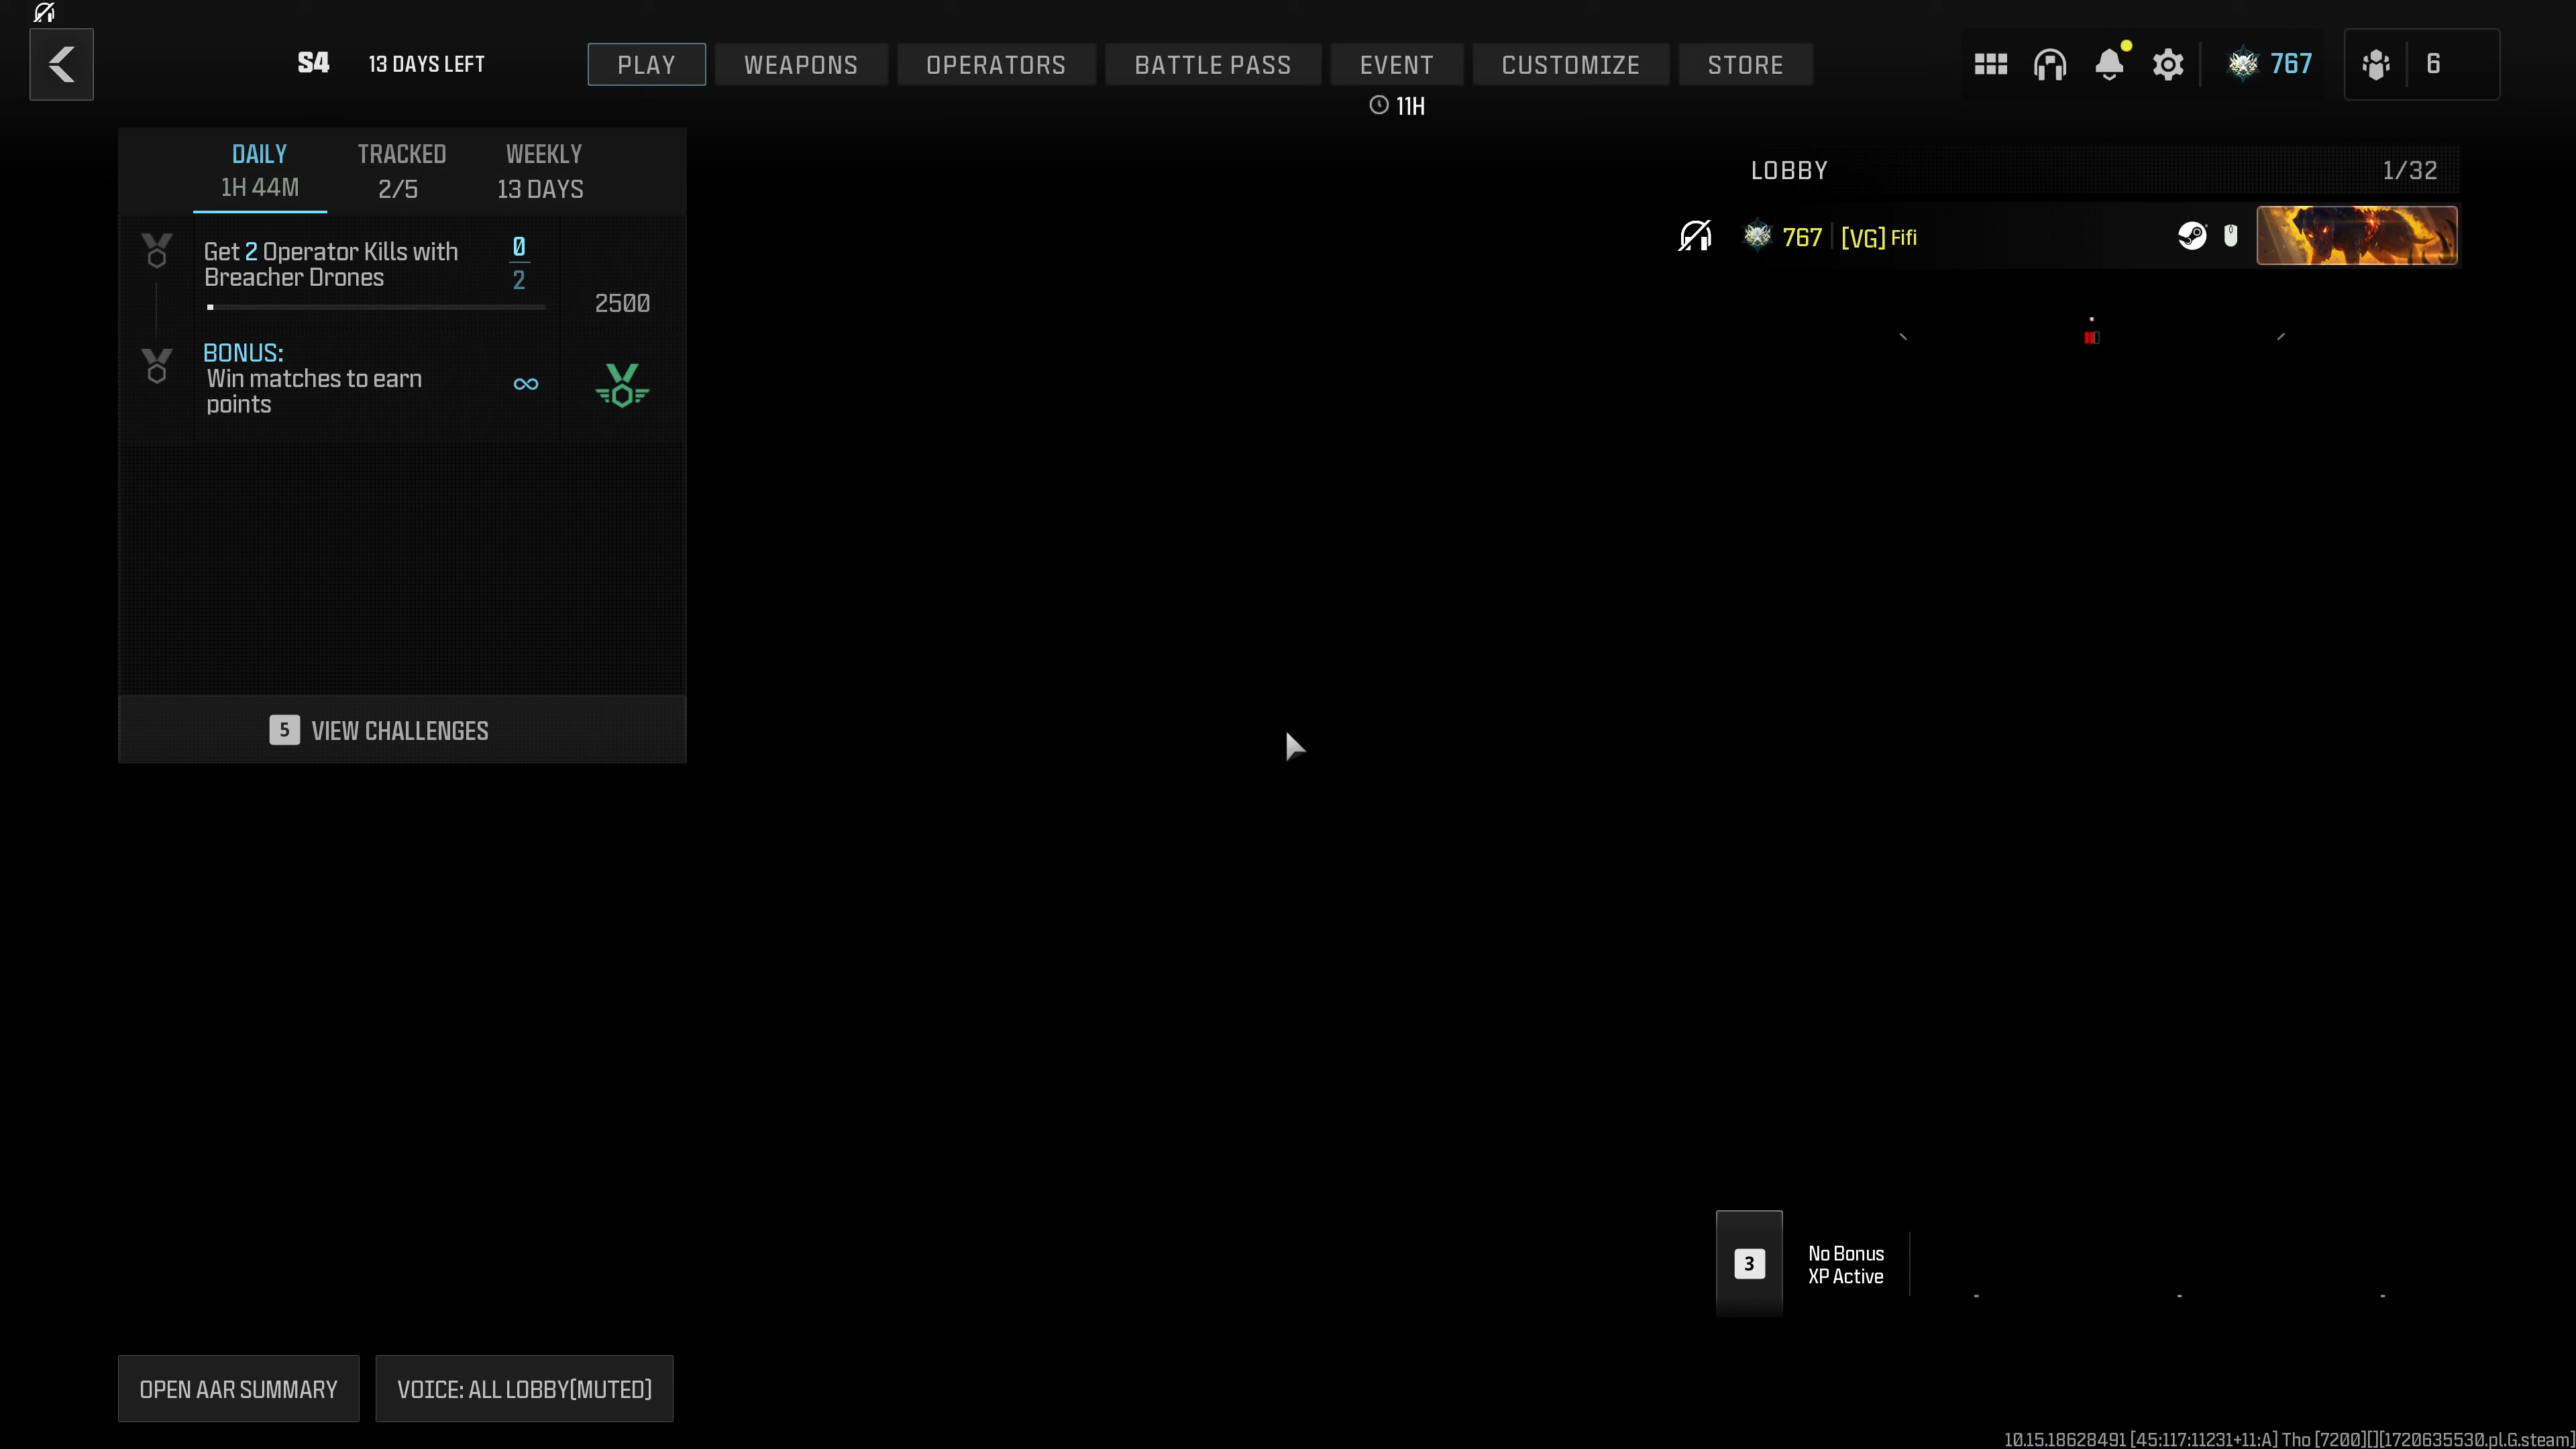 S4
13 DAYS LEFT
PLAY
WEAPONS
OPERATORS
BATTLE PASS
EVENT
CUSTOMIZE
STORE
767
6
11H
DAILY
1H 44M
TRACKED
2/5
WEEKLY
13 DAYS
Get 2 Operator Kills with
Breacher Drones
0
2
2500
BONUS:
Win matches to earn
points
∞
5 VIEW CHALLENGES
LOBBY
1/32
767 [VG] Fifi
3
No Bonus
XP Active
OPEN AAR SUMMARY
VOICE: ALL LOBBY(MUTED)
10.15.18628491 [45:117:11231+11:A] Tho [7200][][1720635530.pl.G.steam]